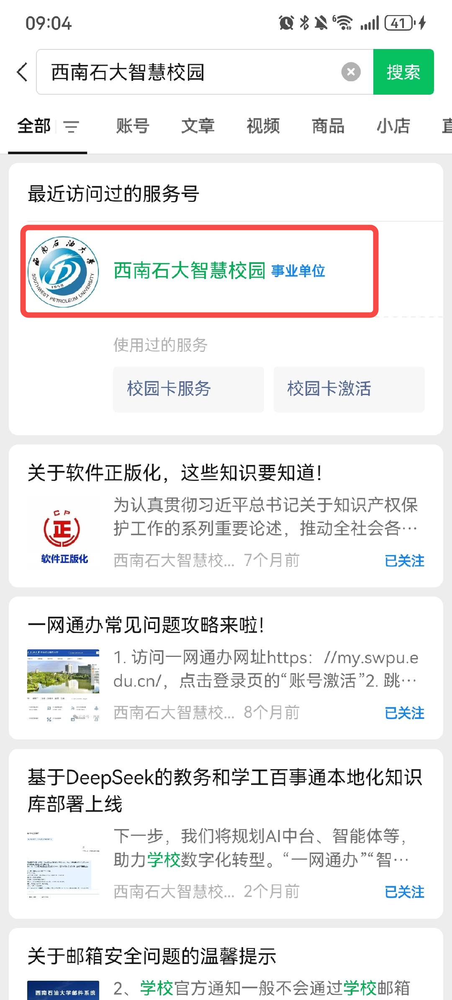 09:04
6
41
西南石大智慧校园
搜索
全部
账号
文章
视频
商品
小店
最近访问过的服务号
西南石油大学
SOUTHWEST PETROLEUM UNIVERSITY
1958
西南石大智慧校园 事业单位
使用过的服务
校园卡服务
校园卡激活
关于软件正版化，这些知识要知道！
CP
正
软件正版化
为认真贯彻习近平总书记关于知识产权保
护工作的系列重要论述，推动全社会各…
西南石大智慧校... 7个月前
已关注
一网通办常见问题攻略来啦！
1. 访问一网通办网址https：//my.swpu.e
du.cn/，点击登录页的“账号激活”2. 跳…
西南石大智慧校... 8个月前
已关注
基于DeepSeek的教务和学工百事通本地化知识
库部署上线
下一步，我们将规划AI中台、智能体等，
助力学校数字化转型。“一网通办”“智…
西南石大智慧校... 2个月前
已关注
关于邮箱安全问题的温馨提示
西南石油大学邮件系统
2、学校官方通知一般不会通过学校邮箱